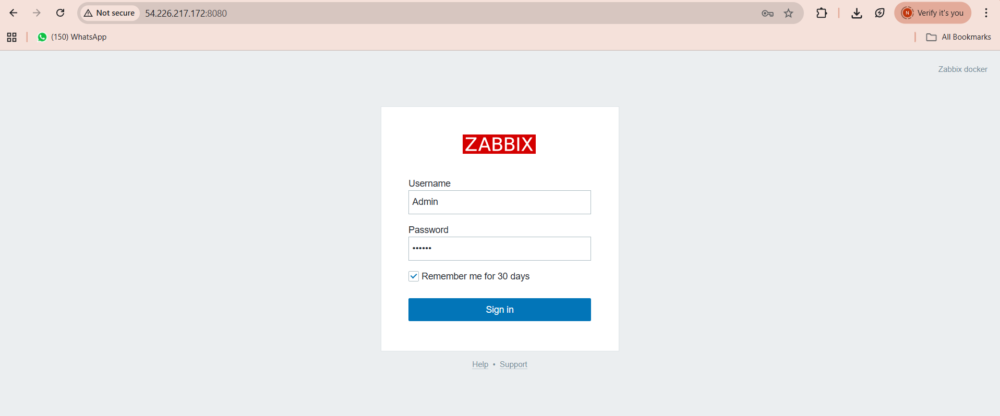 Not secure 54.226.217.172:8080 N Verify it's you
(150) WhatsApp All Bookmarks
Zabbix docker
ZABBIX
Username
Admin
Password
••••••
Remember me for 30 days
Sign in
Help • Support